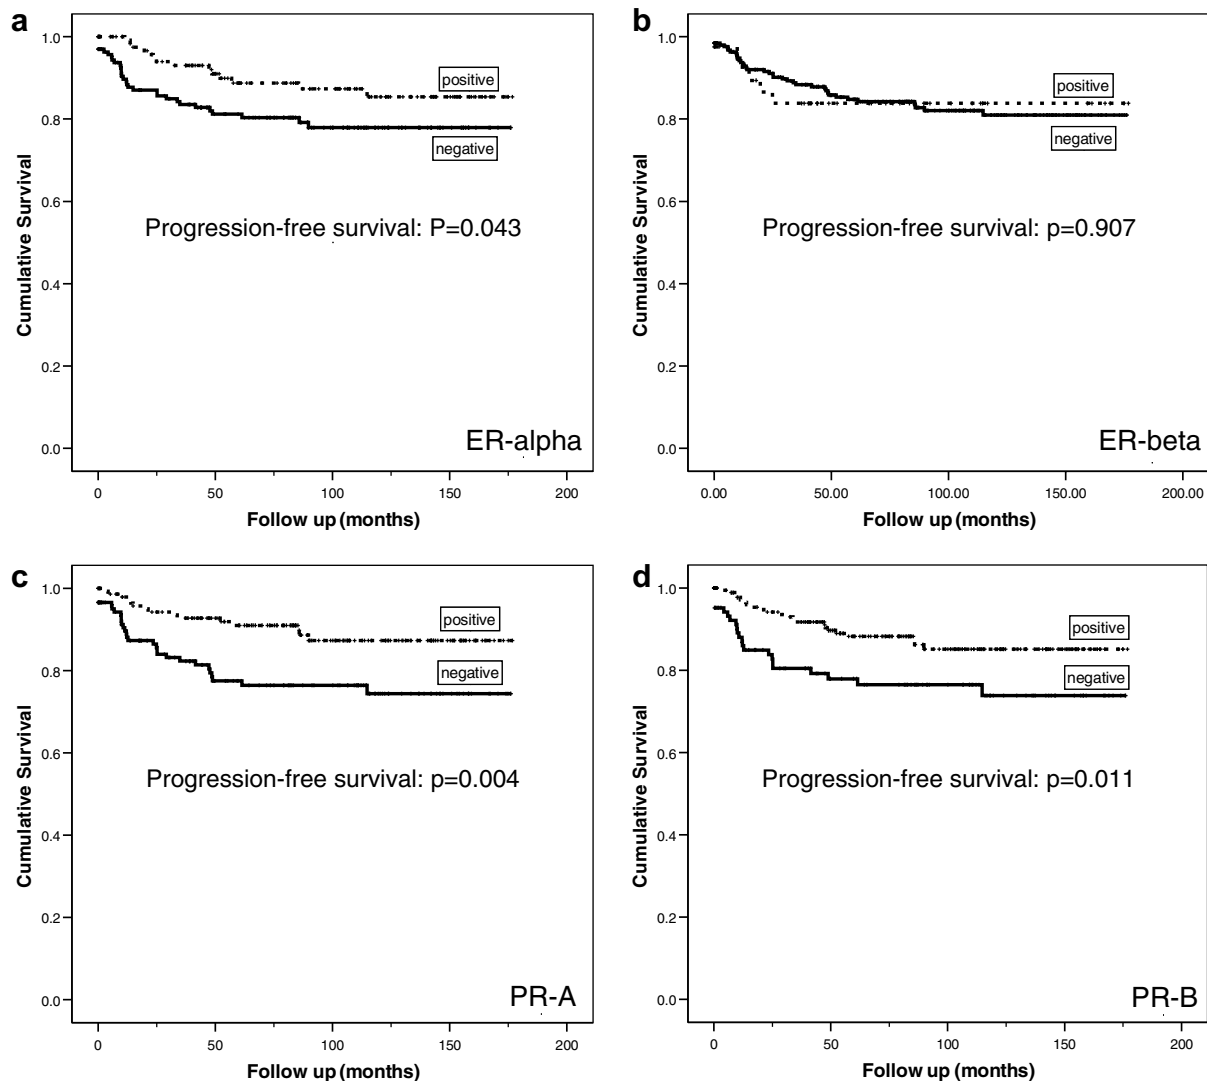 a
1.0
0.8
0.6
0.4
0.2
0.0
Cumulative Survival
positive
negative
Progression-free survival: P=0.043
ER-alpha
0 50 100 150 200
Follow up (months)
b
1.0
0.8
0.6
0.4
0.2
0.0
Cumulative Survival
positive
negative
Progression-free survival: p=0.907
ER-beta
0.00 50.00 100.00 150.00 200.00
Follow up (months)
c
1.0
0.8
0.6
0.4
0.2
0.0
Cumulative Survival
positive
negative
Progression-free survival: p=0.004
PR-A
0 50 100 150 200
Follow up (months)
d
1.0
0.8
0.6
0.4
0.2
0.0
Cumulative Survival
positive
negative
Progression-free survival: p=0.011
PR-B
0 50 100 150 200
Follow up (months)